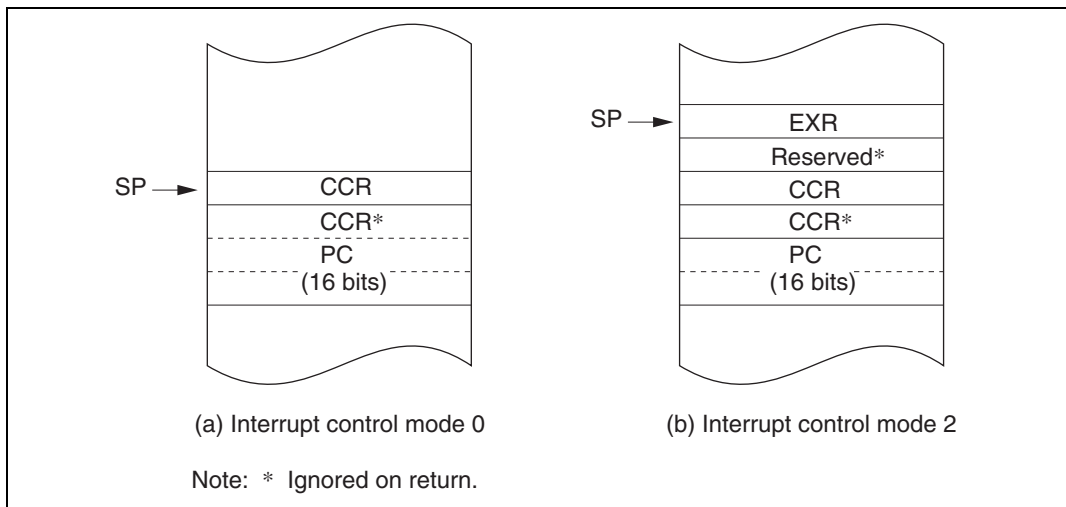 SP
CCR
CCR*
PC
(16 bits)
(a) Interrupt control mode 0
SP
EXR
Reserved*
CCR
CCR*
PC
(16 bits)
(b) Interrupt control mode 2
Note: * Ignored on return.